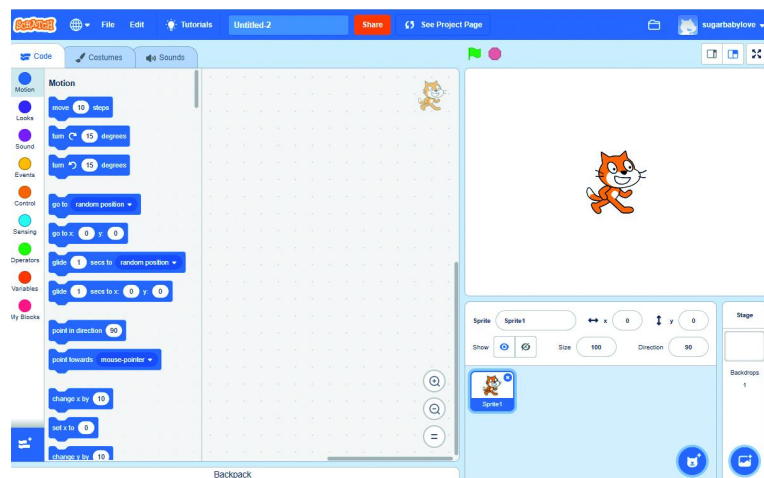 SCRATCH File Edit Tutorials Untitled-2 Share See Project Page sugarbabylove
Code Costumes Sounds
Motion
Looks
Sound
Events
Control
Sensing
Operators
Variables
My Blocks
Motion
move 10 steps
turn 15 degrees
turn 15 degrees
go to random position
go to x: 0 y: 0
glide 1 secs to random position
glide 1 secs to x: 0 y: 0
point in direction 90
point towards mouse-pointer
change x by 10
set x to 0
change y by 10
Backpack
Sprite Sprite1 x 0 y 0
Show Size 100 Direction 90
Sprite1
Stage
Backdrops
1